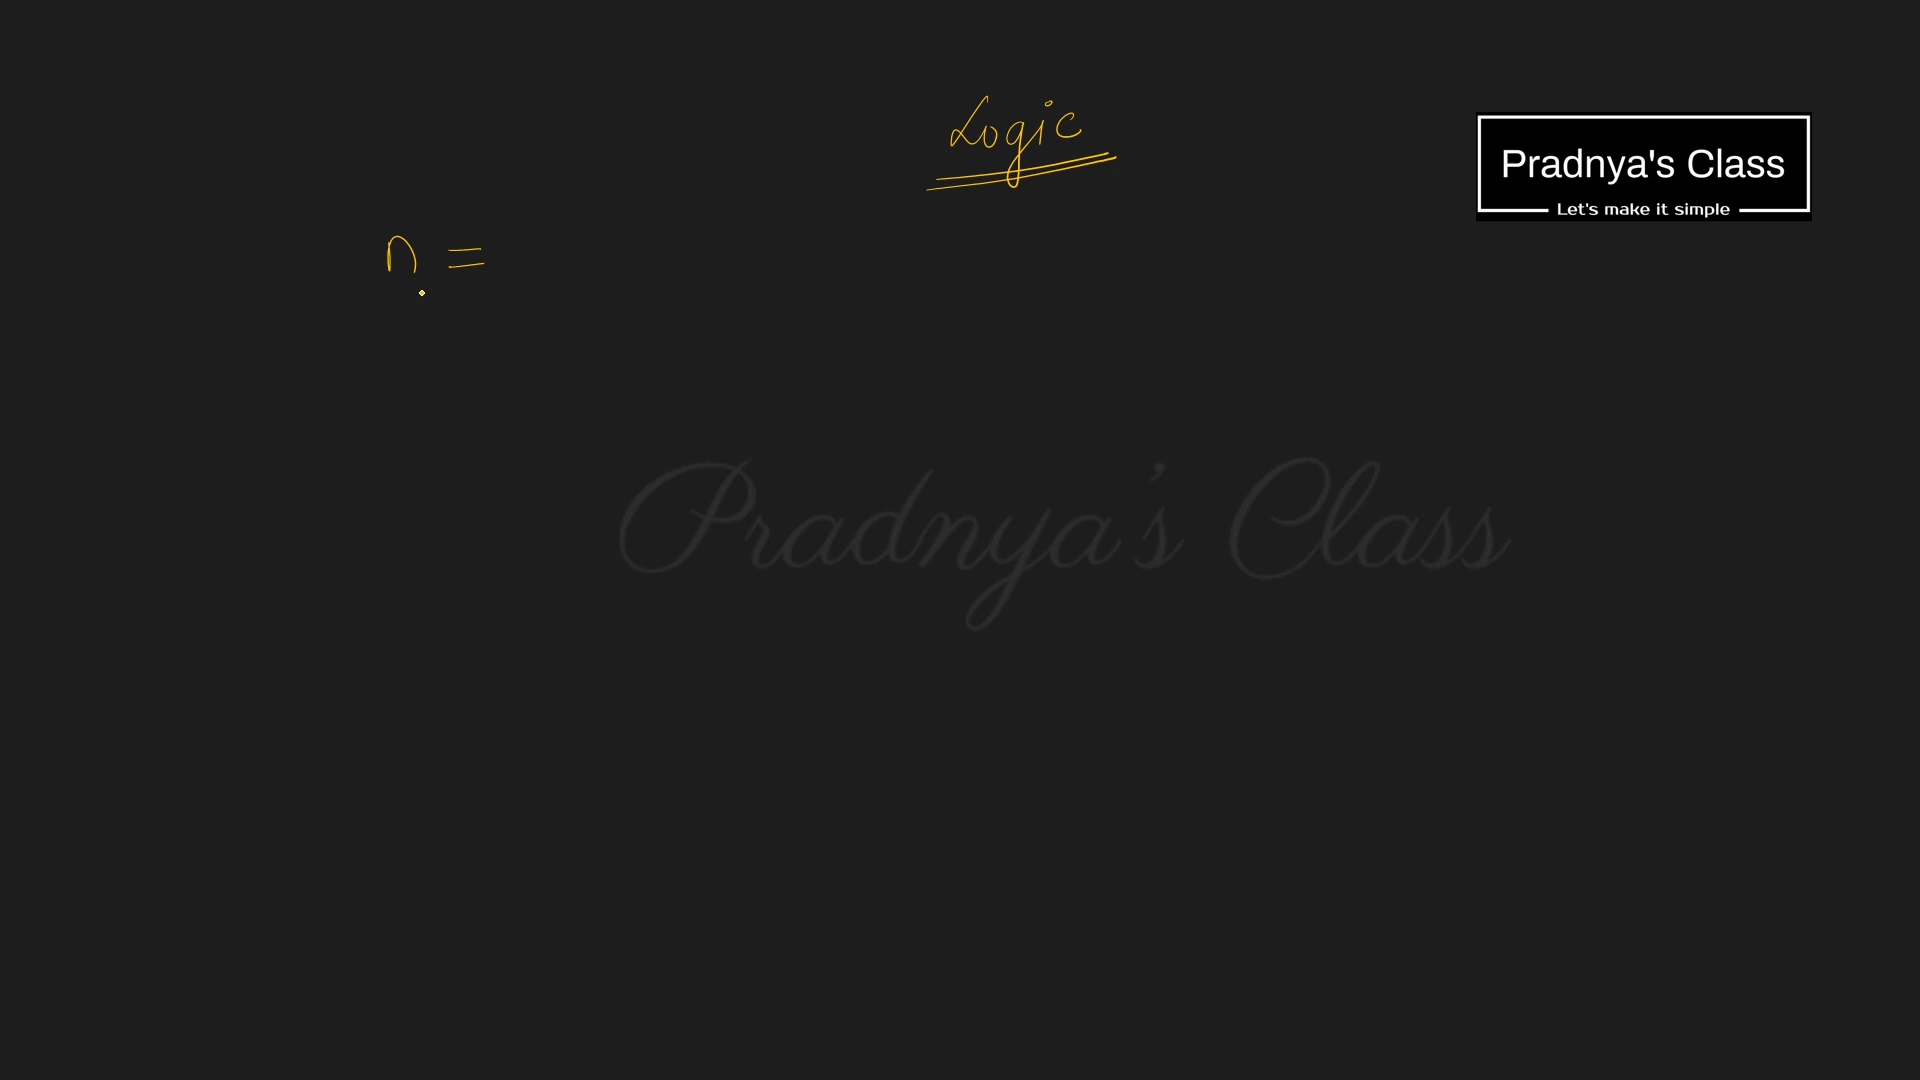 Logic
Pradnya's Class
Let's make it simple
n =
Pradnya's Class